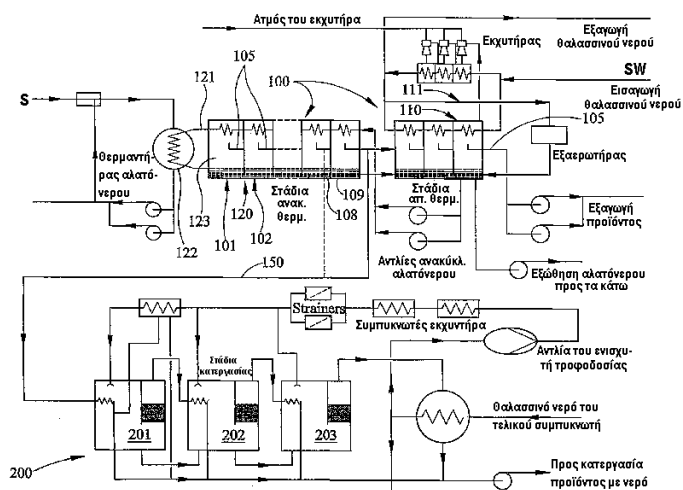 Ατμός του εκχυτήρα
Εξαγωγή
θαλασσινού νερού
Εκχυτήρας
SW
Εισαγωγή
θαλασσινού νερού
S
121
105
100
111
110
105
Θερμαντή-
ρας αλατό-
νερου
Εξαερωτήρας
123
Στάδια
ανακ.
θερμ.
109
108
Στάδια
απ. θερμ.
122
101
120
102
Εξαγωγή
προϊόντος
150
Αντλίες ανακύκλ.
αλατόνερου
Εξώθηση αλατόνερου
προς τα κάτω
Strainers
Συμπυκνωτές εκχυντήρα
Αντλία του ενισχυ-
τή τροφοδοσίας
Στάδια
κατεργασίας
201
202
203
Θαλασσινό νερό του
τελικού συμπυκνωτή
200
Προς κατεργασία
προϊόντος με νερό